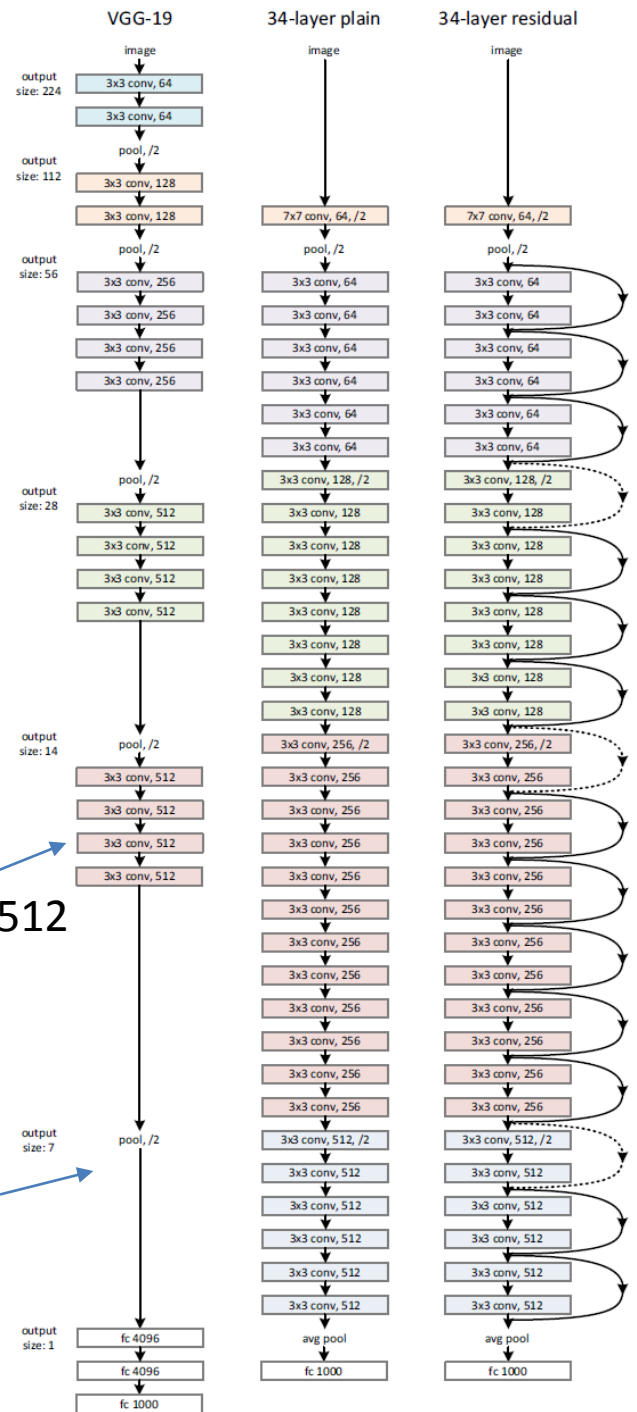 VGG-19
image
output
size: 224
3x3 conv, 64
3x3 conv, 64
pool, /2
output
size: 112
3x3 conv, 128
3x3 conv, 128
pool, /2
output
size: 56
3x3 conv, 256
3x3 conv, 256
3x3 conv, 256
3x3 conv, 256
pool, /2
output
size: 28
3x3 conv, 512
3x3 conv, 512
3x3 conv, 512
3x3 conv, 512
pool, /2
output
size: 14
3x3 conv, 512
3x3 conv, 512
3x3 conv, 512
3x3 conv, 512
512
pool, /2
output
size: 7
output
size: 1
fc 4096
fc 4096
fc 1000
34-layer plain
image
7x7 conv, 64, /2
pool, /2
3x3 conv, 64
3x3 conv, 64
3x3 conv, 64
3x3 conv, 64
3x3 conv, 64
3x3 conv, 64
3x3 conv, 128, /2
3x3 conv, 128
3x3 conv, 128
3x3 conv, 128
3x3 conv, 128
3x3 conv, 128
3x3 conv, 128
3x3 conv, 128
3x3 conv, 256, /2
3x3 conv, 256
3x3 conv, 256
3x3 conv, 256
3x3 conv, 256
3x3 conv, 256
3x3 conv, 256
3x3 conv, 256
3x3 conv, 256
3x3 conv, 256
3x3 conv, 256
3x3 conv, 256
3x3 conv, 512, /2
3x3 conv, 512
3x3 conv, 512
3x3 conv, 512
3x3 conv, 512
3x3 conv, 512
avg pool
fc 1000
34-layer residual
image
7x7 conv, 64, /2
pool, /2
3x3 conv, 64
3x3 conv, 64
3x3 conv, 64
3x3 conv, 64
3x3 conv, 64
3x3 conv, 64
3x3 conv, 128, /2
3x3 conv, 128
3x3 conv, 128
3x3 conv, 128
3x3 conv, 128
3x3 conv, 128
3x3 conv, 128
3x3 conv, 128
3x3 conv, 256, /2
3x3 conv, 256
3x3 conv, 256
3x3 conv, 256
3x3 conv, 256
3x3 conv, 256
3x3 conv, 256
3x3 conv, 256
3x3 conv, 256
3x3 conv, 256
3x3 conv, 256
3x3 conv, 256
3x3 conv, 512, /2
3x3 conv, 512
3x3 conv, 512
3x3 conv, 512
3x3 conv, 512
3x3 conv, 512
avg pool
fc 1000